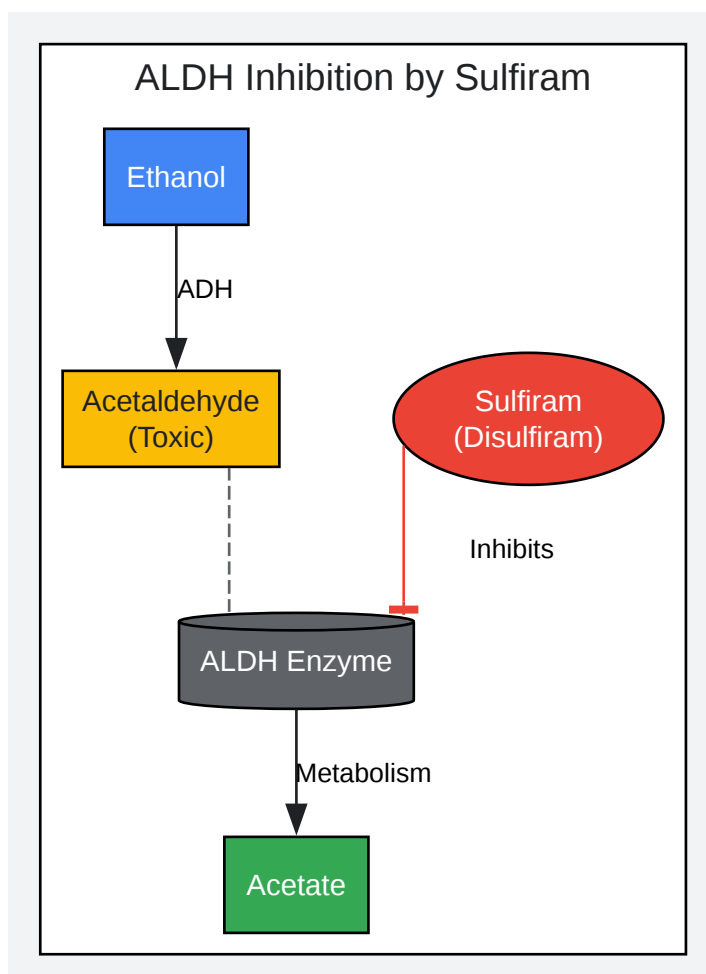 ALDH Inhibition by Sulfiram
Ethanol
ADH
Acetaldehyde
(Toxic)
Sulfiram
(Disulfiram)
Inhibits
ALDH Enzyme
Metabolism
Acetate